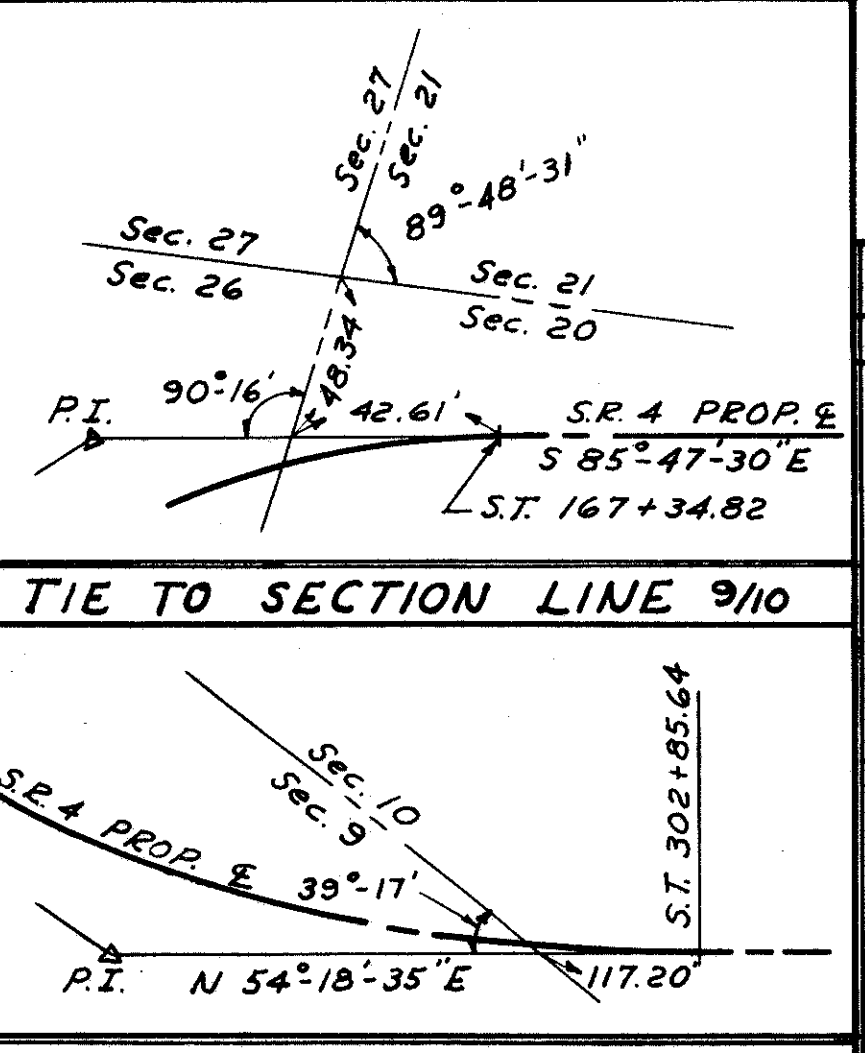 Sec. 27
Sec. 21
89°-48'-31"
Sec. 27
Sec. 26
Sec. 21
Sec. 20
48.34'
90°-16'
P.I.
42.61'
S.R. 4 PROP. ℄
S 85°-47'-30"E
S.T. 167+34.82
TIE TO SECTION LINE 9/10
Sec. 10
Sec. 9
S.T. 302+85.64
S.R. 4 PROP. ℄
39°-17'
P.I.
N 54°-18'-35"E
117.20'